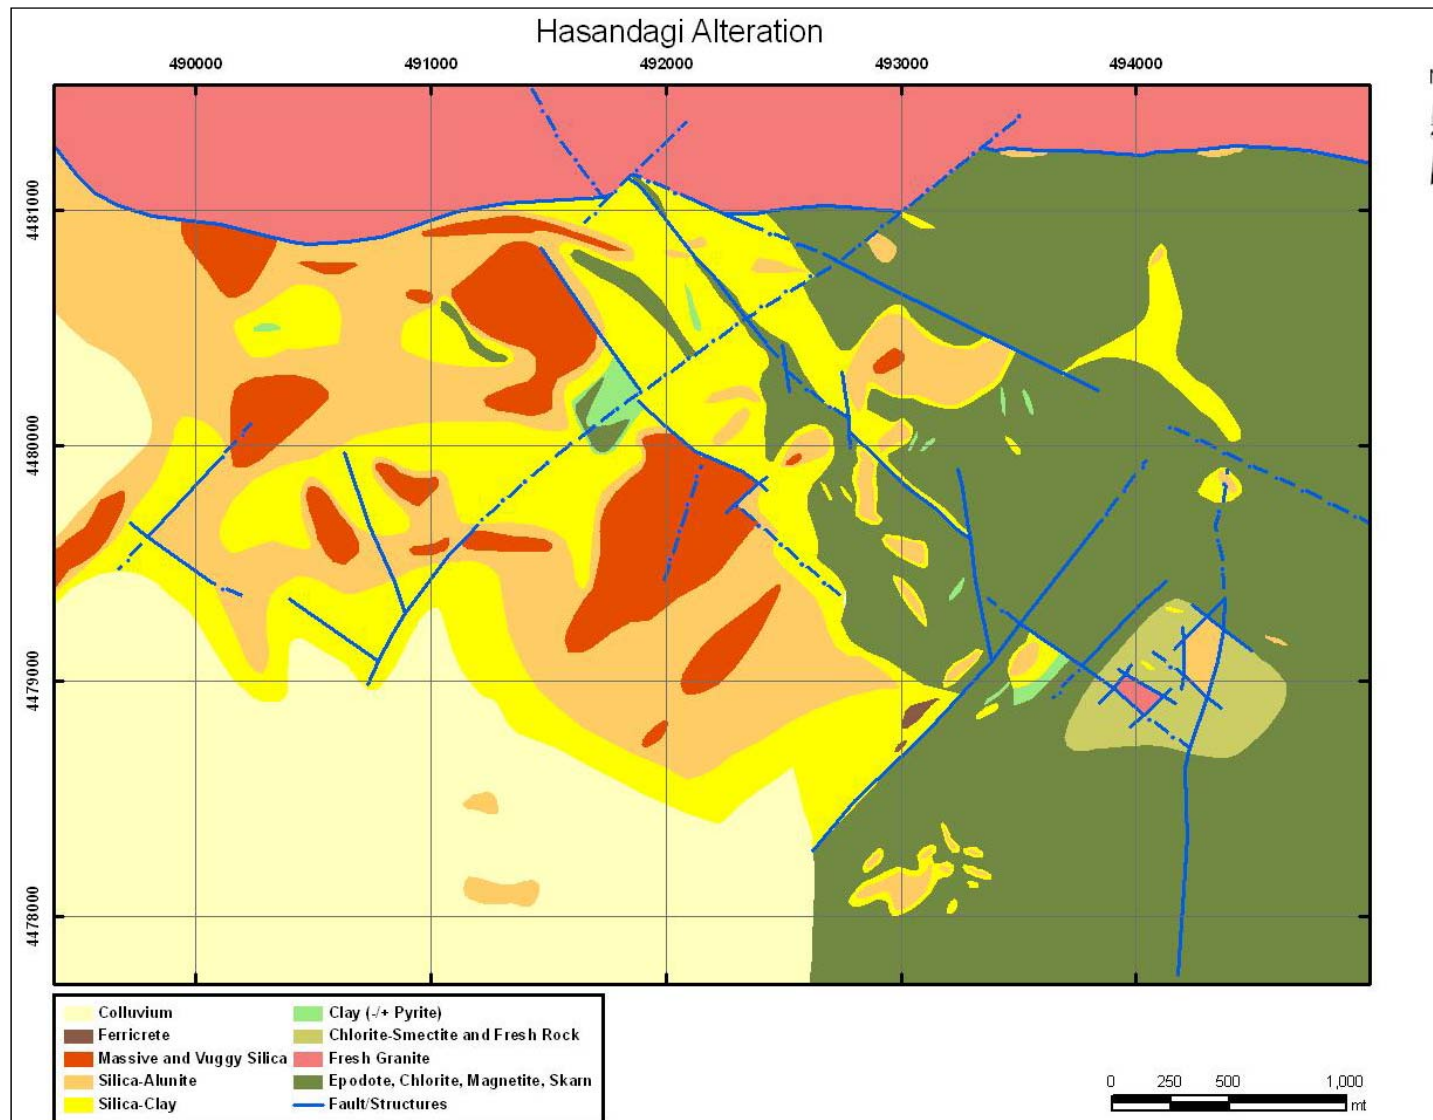 Hasandagi Alteration
490000 491000 492000 493000 494000
4481000
4480000
4479000
4478000
Colluvium
Ferricrete
Massive and Vuggy Silica
Silica-Alunite
Silica-Clay
Clay (-/+ Pyrite)
Chlorite-Smectite and Fresh Rock
Fresh Granite
Epodote, Chlorite, Magnetite, Skarn
Fault/Structures
0 250 500 1,000
mt